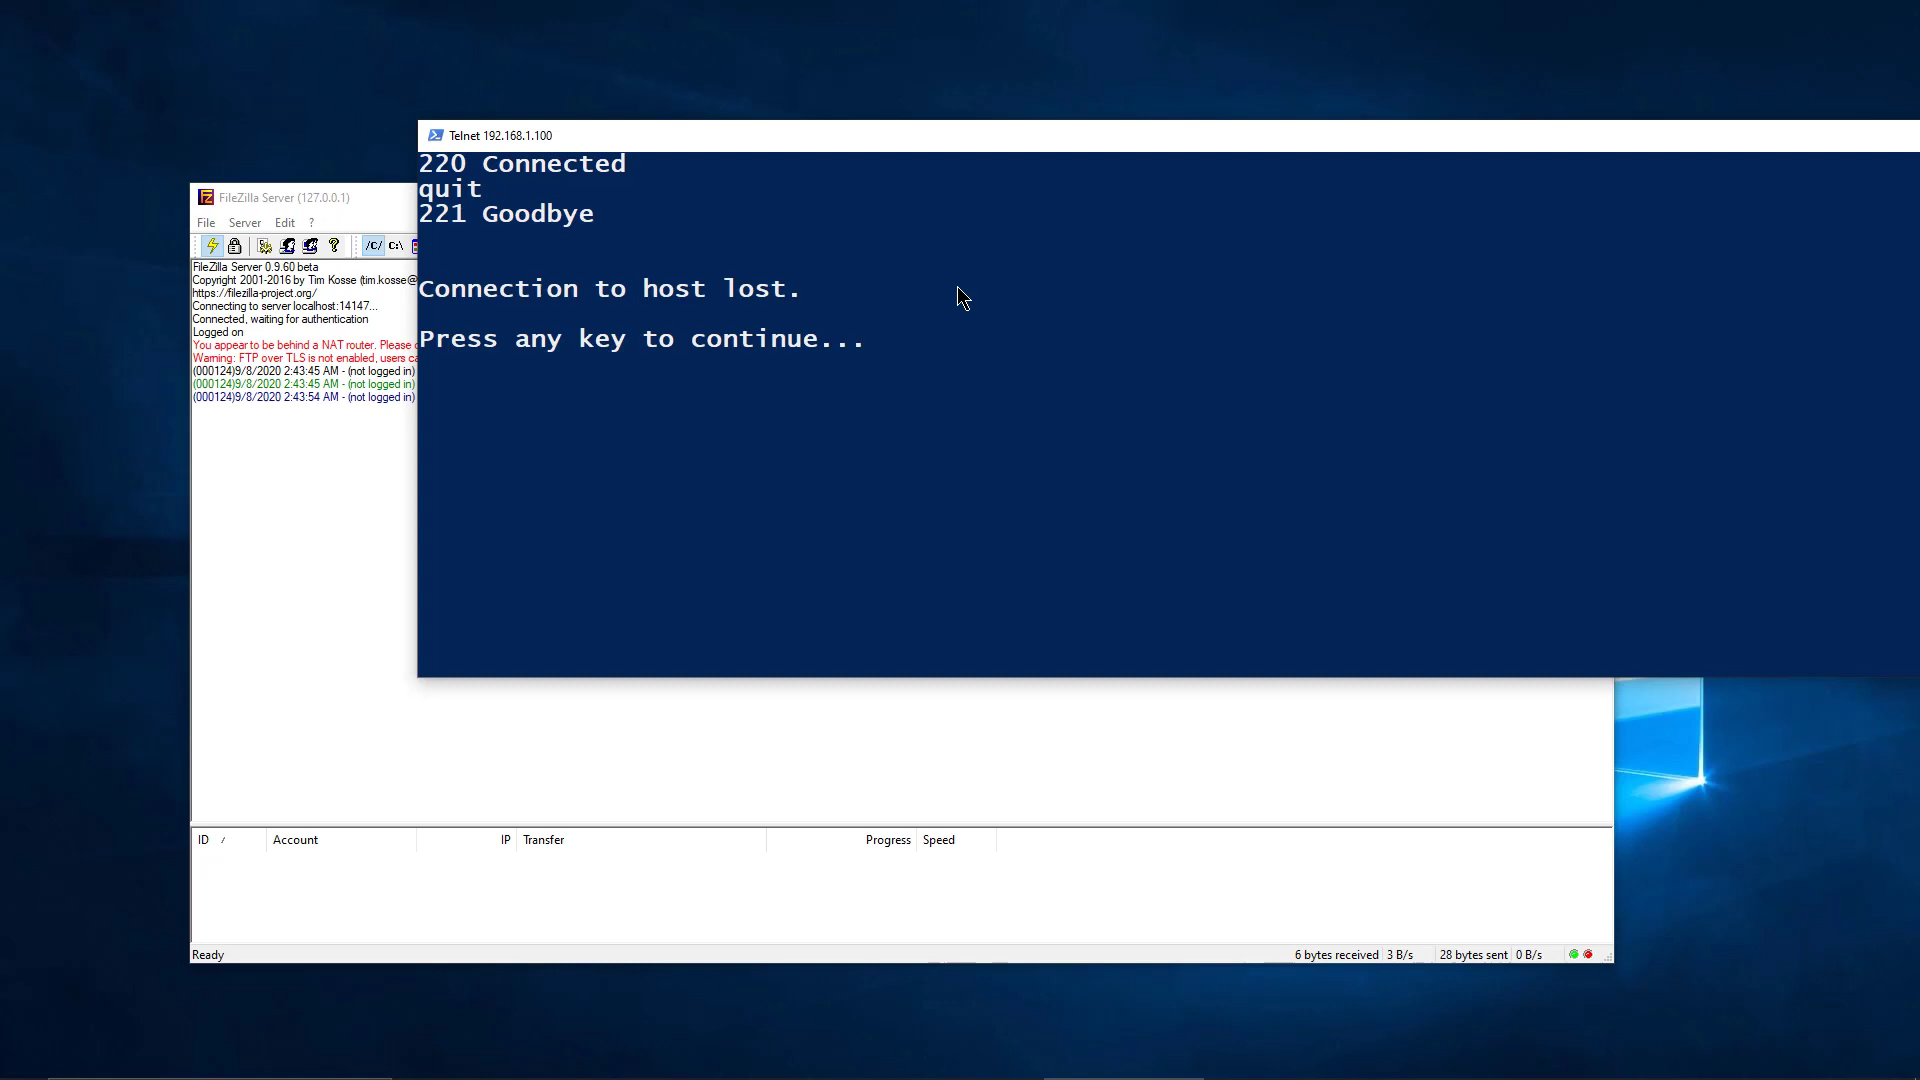 Telnet 192.168.1.100
220 Connected
quit
221 Goodbye
Connection to host lost.
Press any key to continue...
FileZilla Server (127.0.0.1)
File Server Edit ?
/C/ C:\
FileZilla Server 0.9.60 beta
Copyright 2001-2016 by Tim Kosse (tim.kosse@
https://filezilla-project.org/
Connecting to server localhost:14147...
Connected, waiting for authentication
Logged on
You appear to be behind a NAT router. Please
Warning: FTP over TLS is not enabled, users
(000124)9/8/2020 2:43:45 AM - (not logged in)
(000124)9/8/2020 2:43:45 AM - (not logged in)
(000124)9/8/2020 2:43:54 AM - (not logged in)
ID / Account IP Transfer Progress Speed
Ready 6 bytes received 3 B/s 28 bytes sent 0 B/s